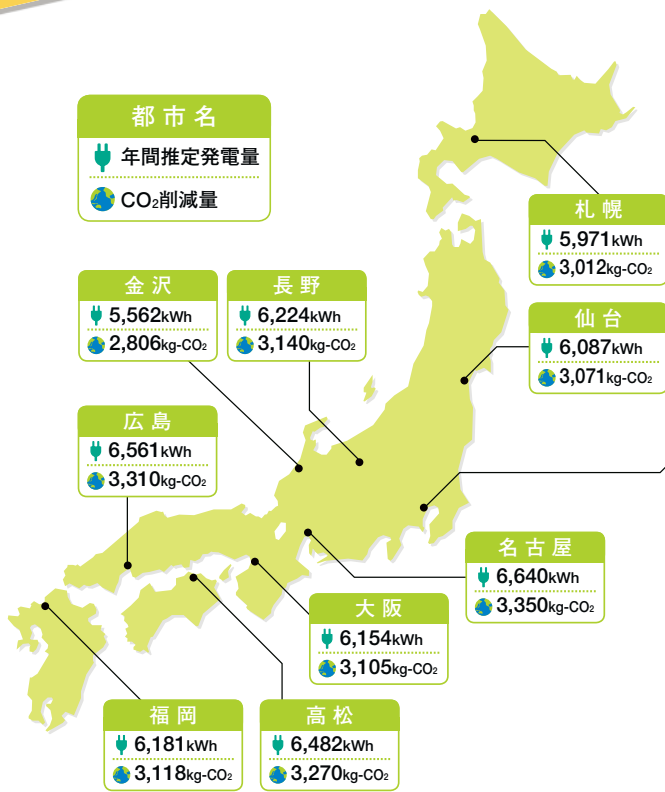 都市名
年間推定発電量
CO₂削減量
札幌
5,971kWh
3,012kg-CO₂
金沢
5,562kWh
2,806kg-CO₂
長野
6,224kWh
3,140kg-CO₂
仙台
6,087kWh
3,071kg-CO₂
広島
6,561kWh
3,310kg-CO₂
名古屋
6,640kWh
3,350kg-CO₂
大阪
6,154kWh
3,105kg-CO₂
福岡
6,181kWh
3,118kg-CO₂
高松
6,482kWh
3,270kg-CO₂